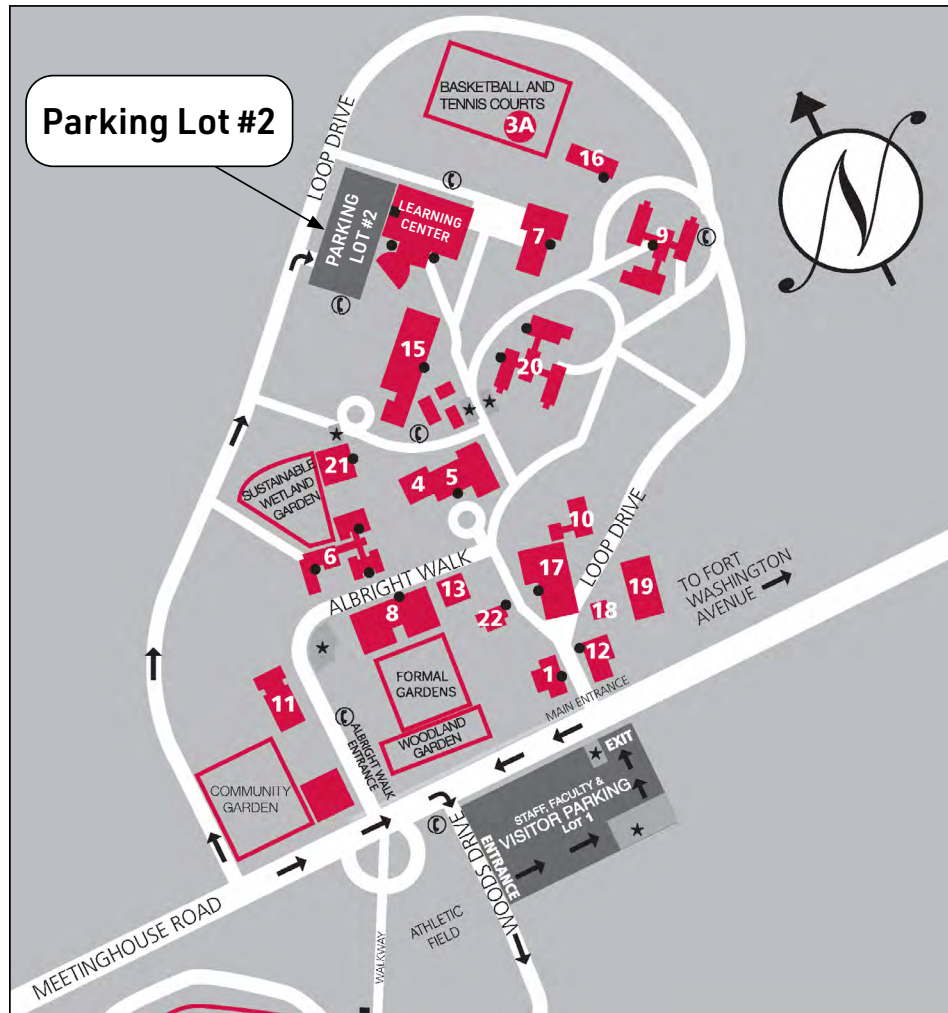 Parking Lot #2
LOOP DRIVE
BASKETBALL AND
TENNIS COURTS
3A
16
PARKING
LOT #2
LEARNING
CENTER
7
9
N
15
20
21
SUSTAINABLE
WETLAND
GARDEN
4
5
6
10
LOOP DRIVE
17
ALBRIGHT WALK
13
8
22
18
19
TO FORT
WASHINGTON
AVENUE
12
1
FORMAL
GARDENS
11
MAIN ENTRANCE
WOODLAND
GARDEN
ALBRIGHT WALK
ENTRANCE
COMMUNITY
GARDEN
EXIT
STAFF, FACULTY &
VISITOR PARKING
LOT 1
ENTRANCE
WOODS DRIVE
ATHLETIC
FIELD
MEETINGHOUSE ROAD
WALKWAY